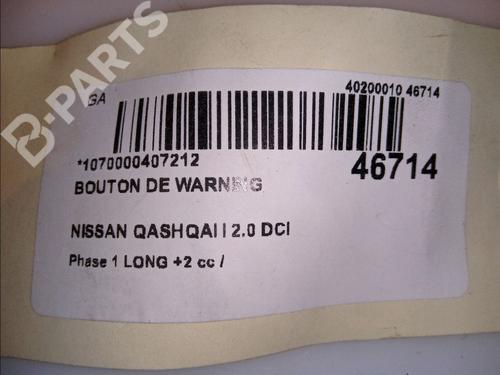 B-PARTS
GA
40200010 46714
*1070000407212
46714
BOUTON DE WARNING
NISSAN QASHQAI I 2.0 DCI
Phase 1 LONG +2 cc /